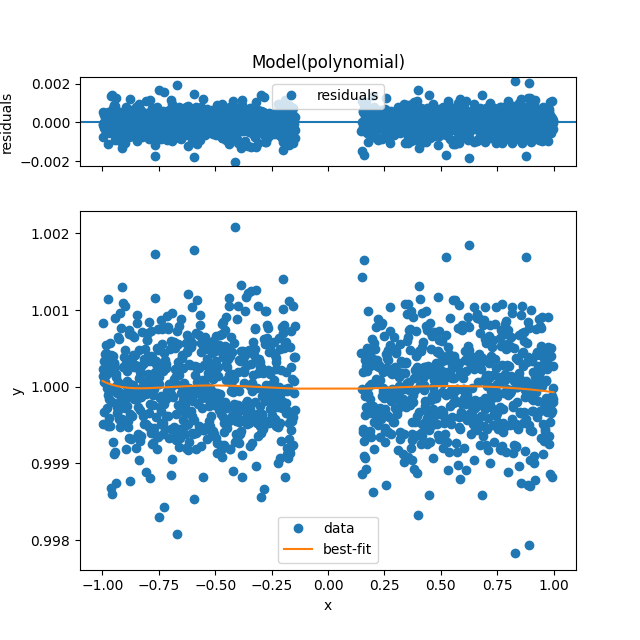 Model(polynomial)
0.002
0.000
−0.002
residuals
residuals
1.002
1.001
1.000
0.999
0.998
y
data
best-fit
−1.00 −0.75 −0.50 −0.25 0.00 0.25 0.50 0.75 1.00
x